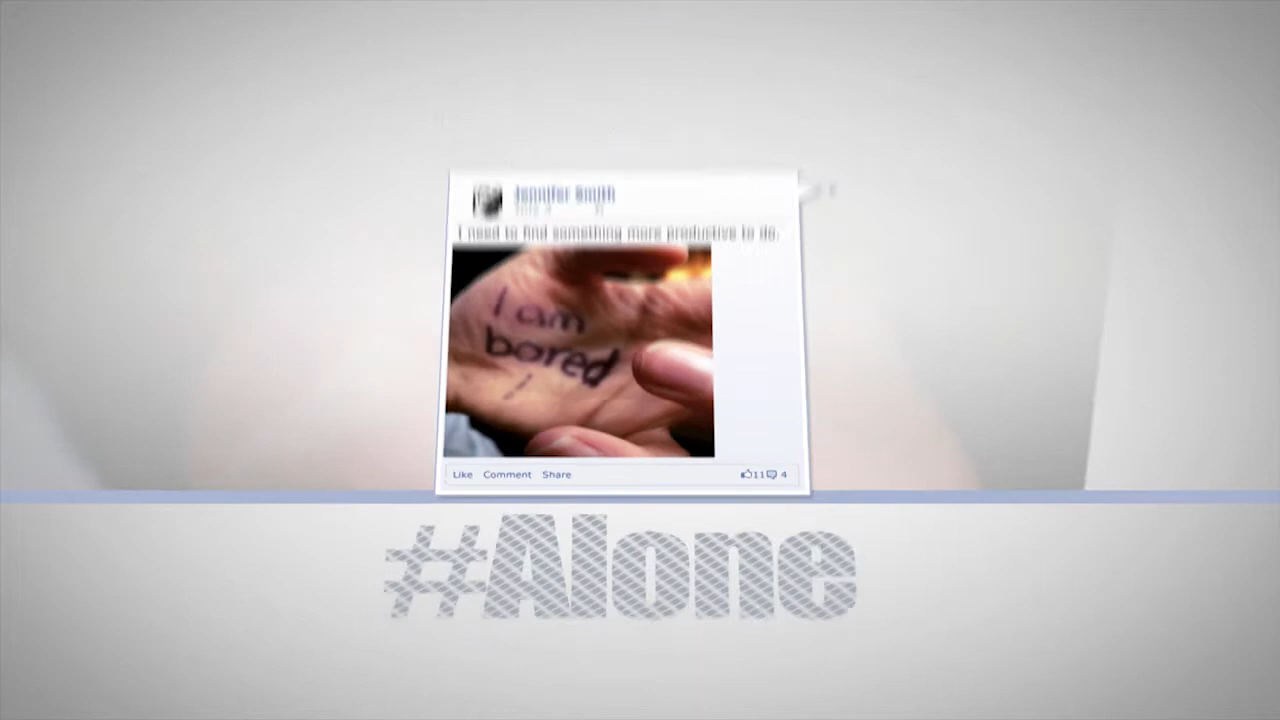 Jennifer Smith
I need to find something more productive to do.
I am
bored
Like Comment Share 11 4
#Alone